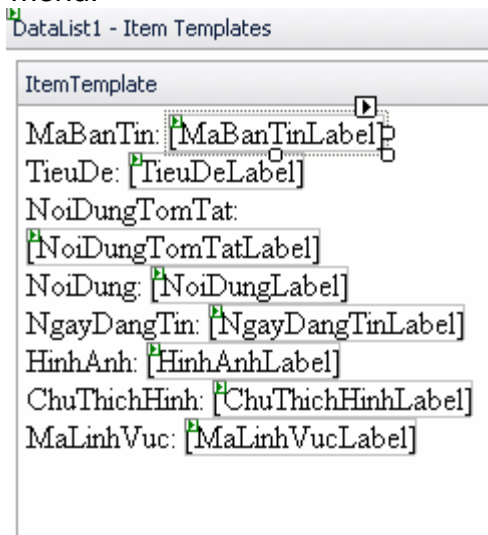 DataList1 - Item Templates
ItemTemplate
MaBanTin: [MaBanTinLabel]
TieuDe: [TieuDeLabel]
NoiDungTomTat:
[NoiDungTomTatLabel]
NoiDung: [NoiDungLabel]
NgayDangTin: [NgayDangTinLabel]
HinhAnh: [HinhAnhLabel]
ChuThichHinh: [ChuThichHinhLabel]
MaLinhVuc: [MaLinhVucLabel]